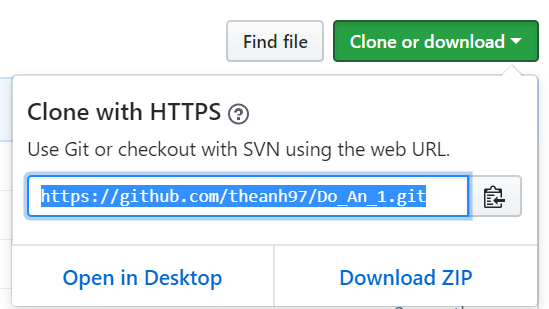 Find file
Clone or download
Clone with HTTPS
Use Git or checkout with SVN using the web URL.
https://github.com/theanh97/Do_An_1.git
Open in Desktop
Download ZIP